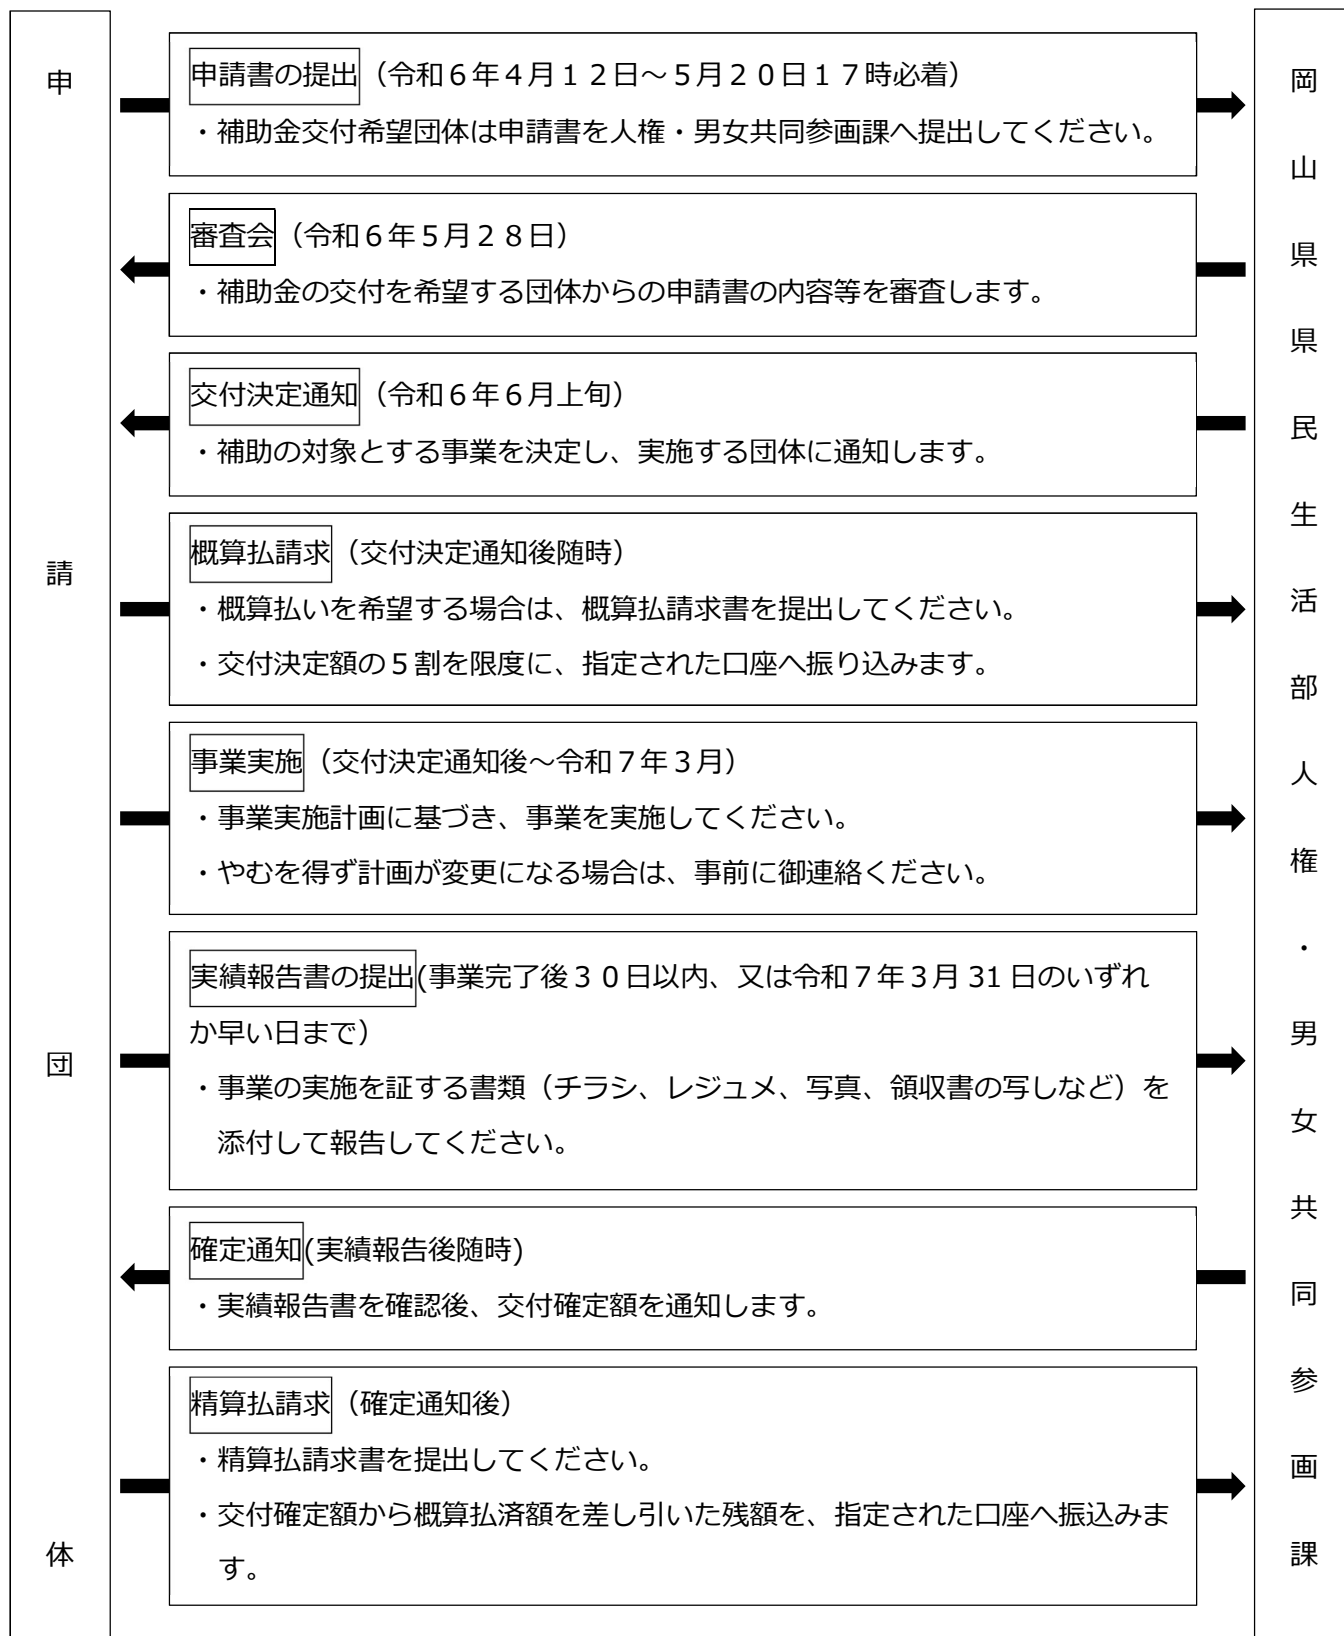 申請団体
申請書の提出（令和６年４月１２日～５月２０日１７時必着）
・補助金交付希望団体は申請書を人権・男女共同参画課へ提出してください。
審査会（令和６年５月２８日）
・補助金の交付を希望する団体からの申請書の内容等を審査します。
交付決定通知（令和６年６月上旬）
・補助の対象とする事業を決定し、実施する団体に通知します。
概算払請求（交付決定通知後随時）
・概算払いを希望する場合は、概算払請求書を提出してください。
・交付決定額の５割を限度に、指定された口座へ振り込みます。
事業実施（交付決定通知後～令和７年３月）
・事業実施計画に基づき、事業を実施してください。
・やむを得ず計画が変更になる場合は、事前に御連絡ください。
実績報告書の提出(事業完了後３０日以内、又は令和７年３月 31 日のいずれ
か早い日まで）
・事業の実施を証する書類（チラシ、レジュメ、写真、領収書の写しなど）を
添付して報告してください。
確定通知(実績報告後随時)
・実績報告書を確認後、交付確定額を通知します。
精算払請求（確定通知後）
・精算払請求書を提出してください。
・交付確定額から概算払済額を差し引いた残額を、指定された口座へ振込みま
す。
岡山県県民生活部人権・男女共同参画課